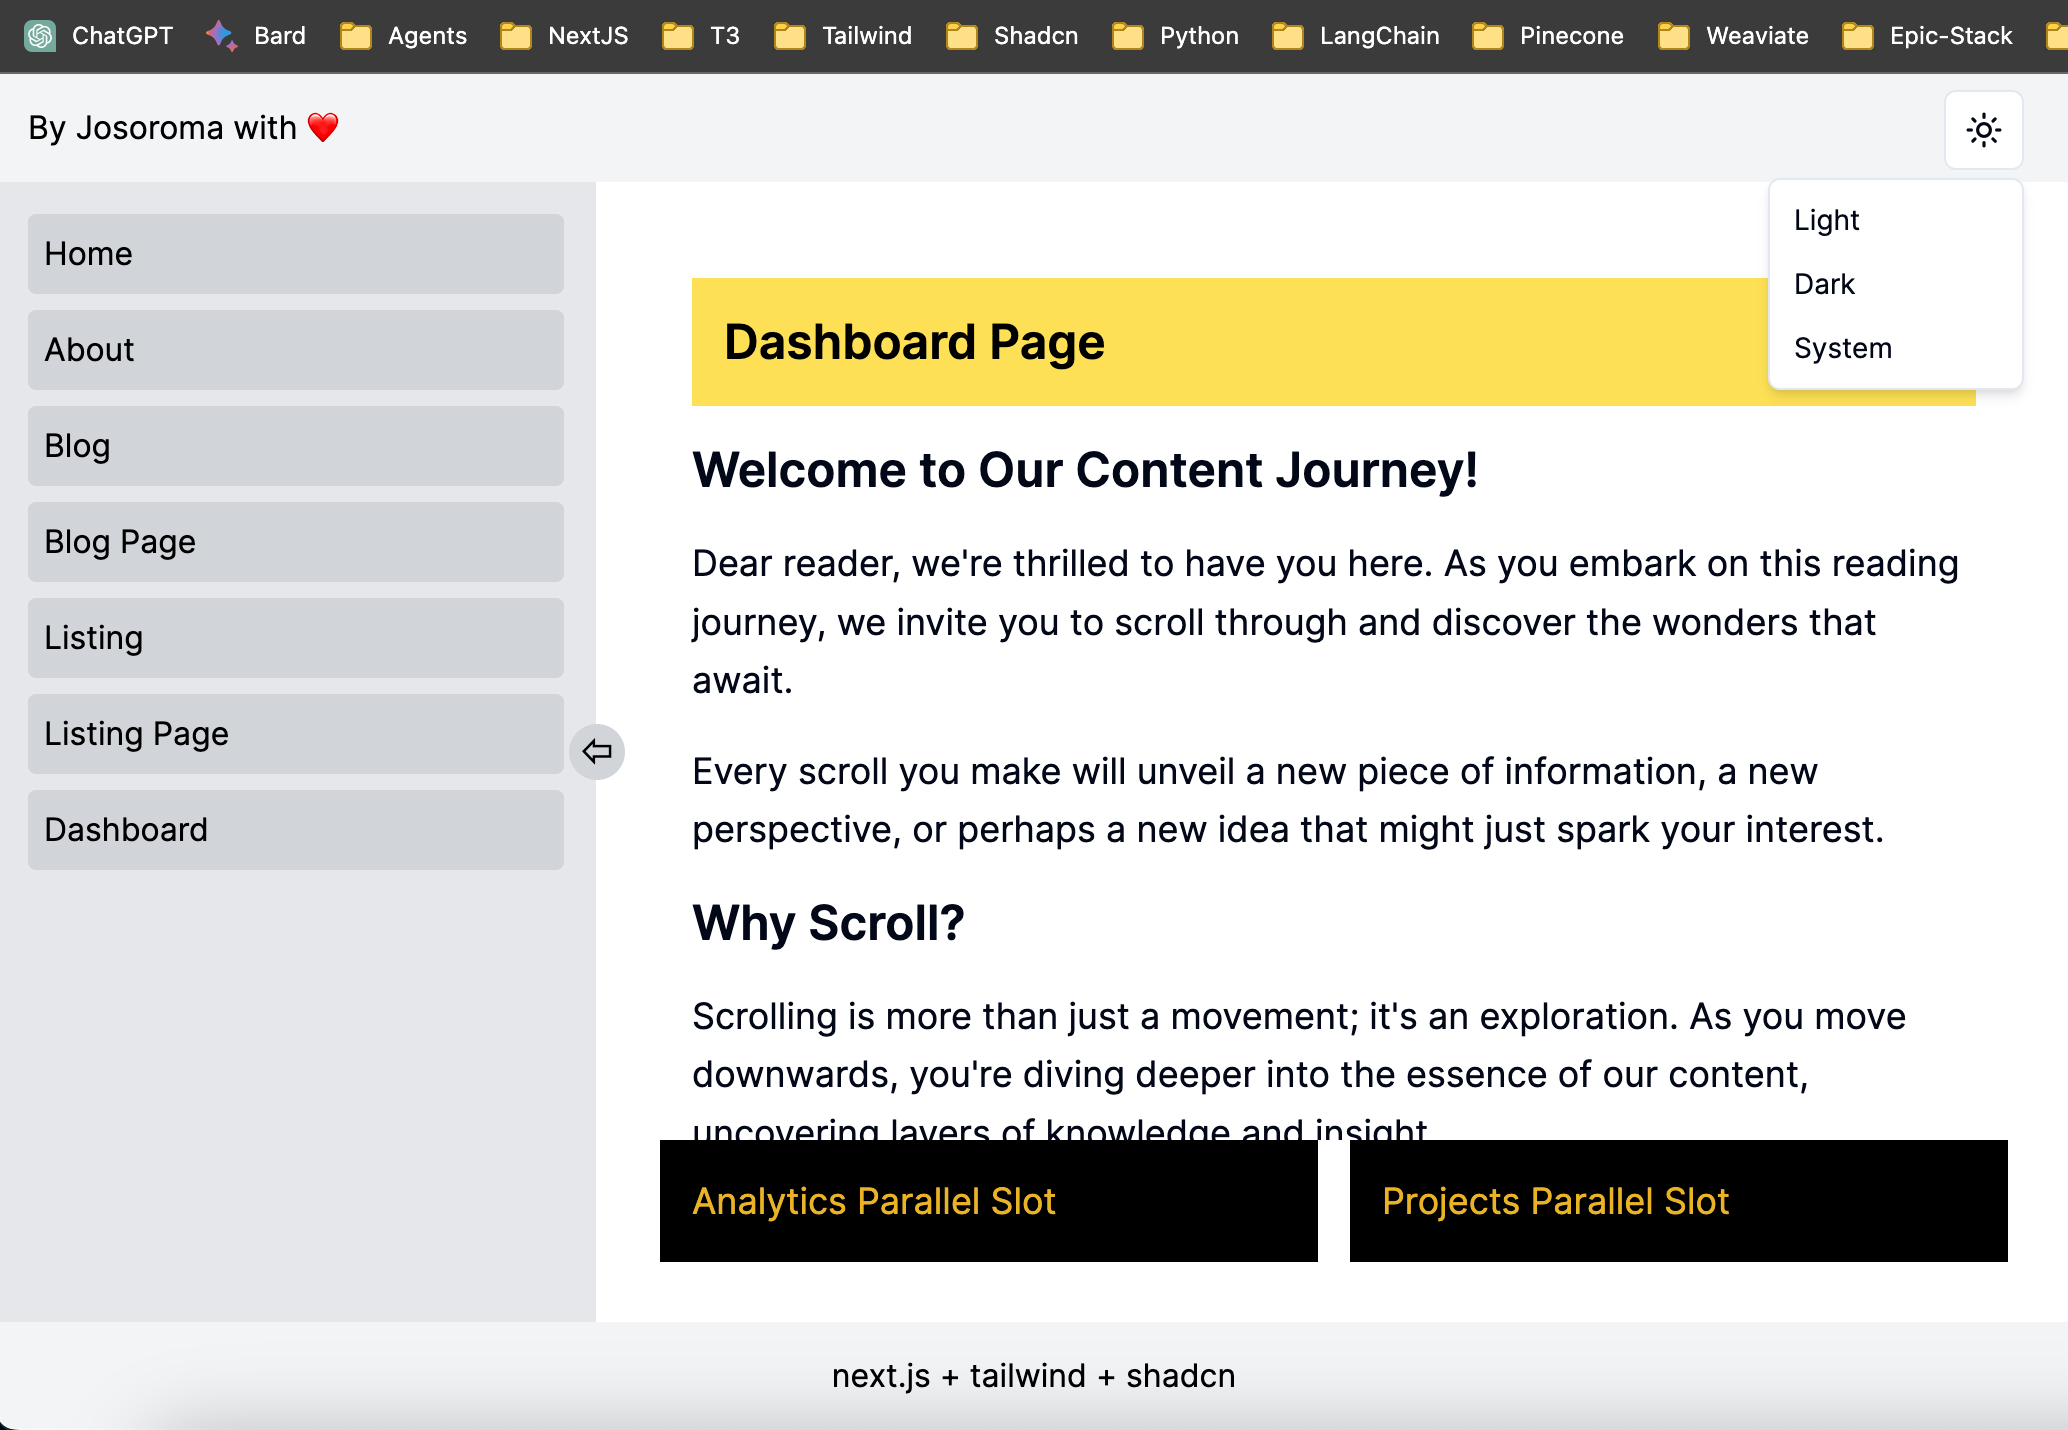 ChatGPT Bard Agents NextJS T3 Tailwind Shadcn Python LangChain Pinecone Weaviate Epic-Stack
By Josoroma with ❤️
Light
Dark
System
Home
About
Blog
Blog Page
Listing
Listing Page
Dashboard
Dashboard Page
Welcome to Our Content Journey!
Dear reader, we're thrilled to have you here. As you embark on this reading
journey, we invite you to scroll through and discover the wonders that
await.
Every scroll you make will unveil a new piece of information, a new
perspective, or perhaps a new idea that might just spark your interest.
Why Scroll?
Scrolling is more than just a movement; it's an exploration. As you move
downwards, you're diving deeper into the essence of our content,
uncovering layers of knowledge and insight
Analytics Parallel Slot
Projects Parallel Slot
next.js + tailwind + shadcn